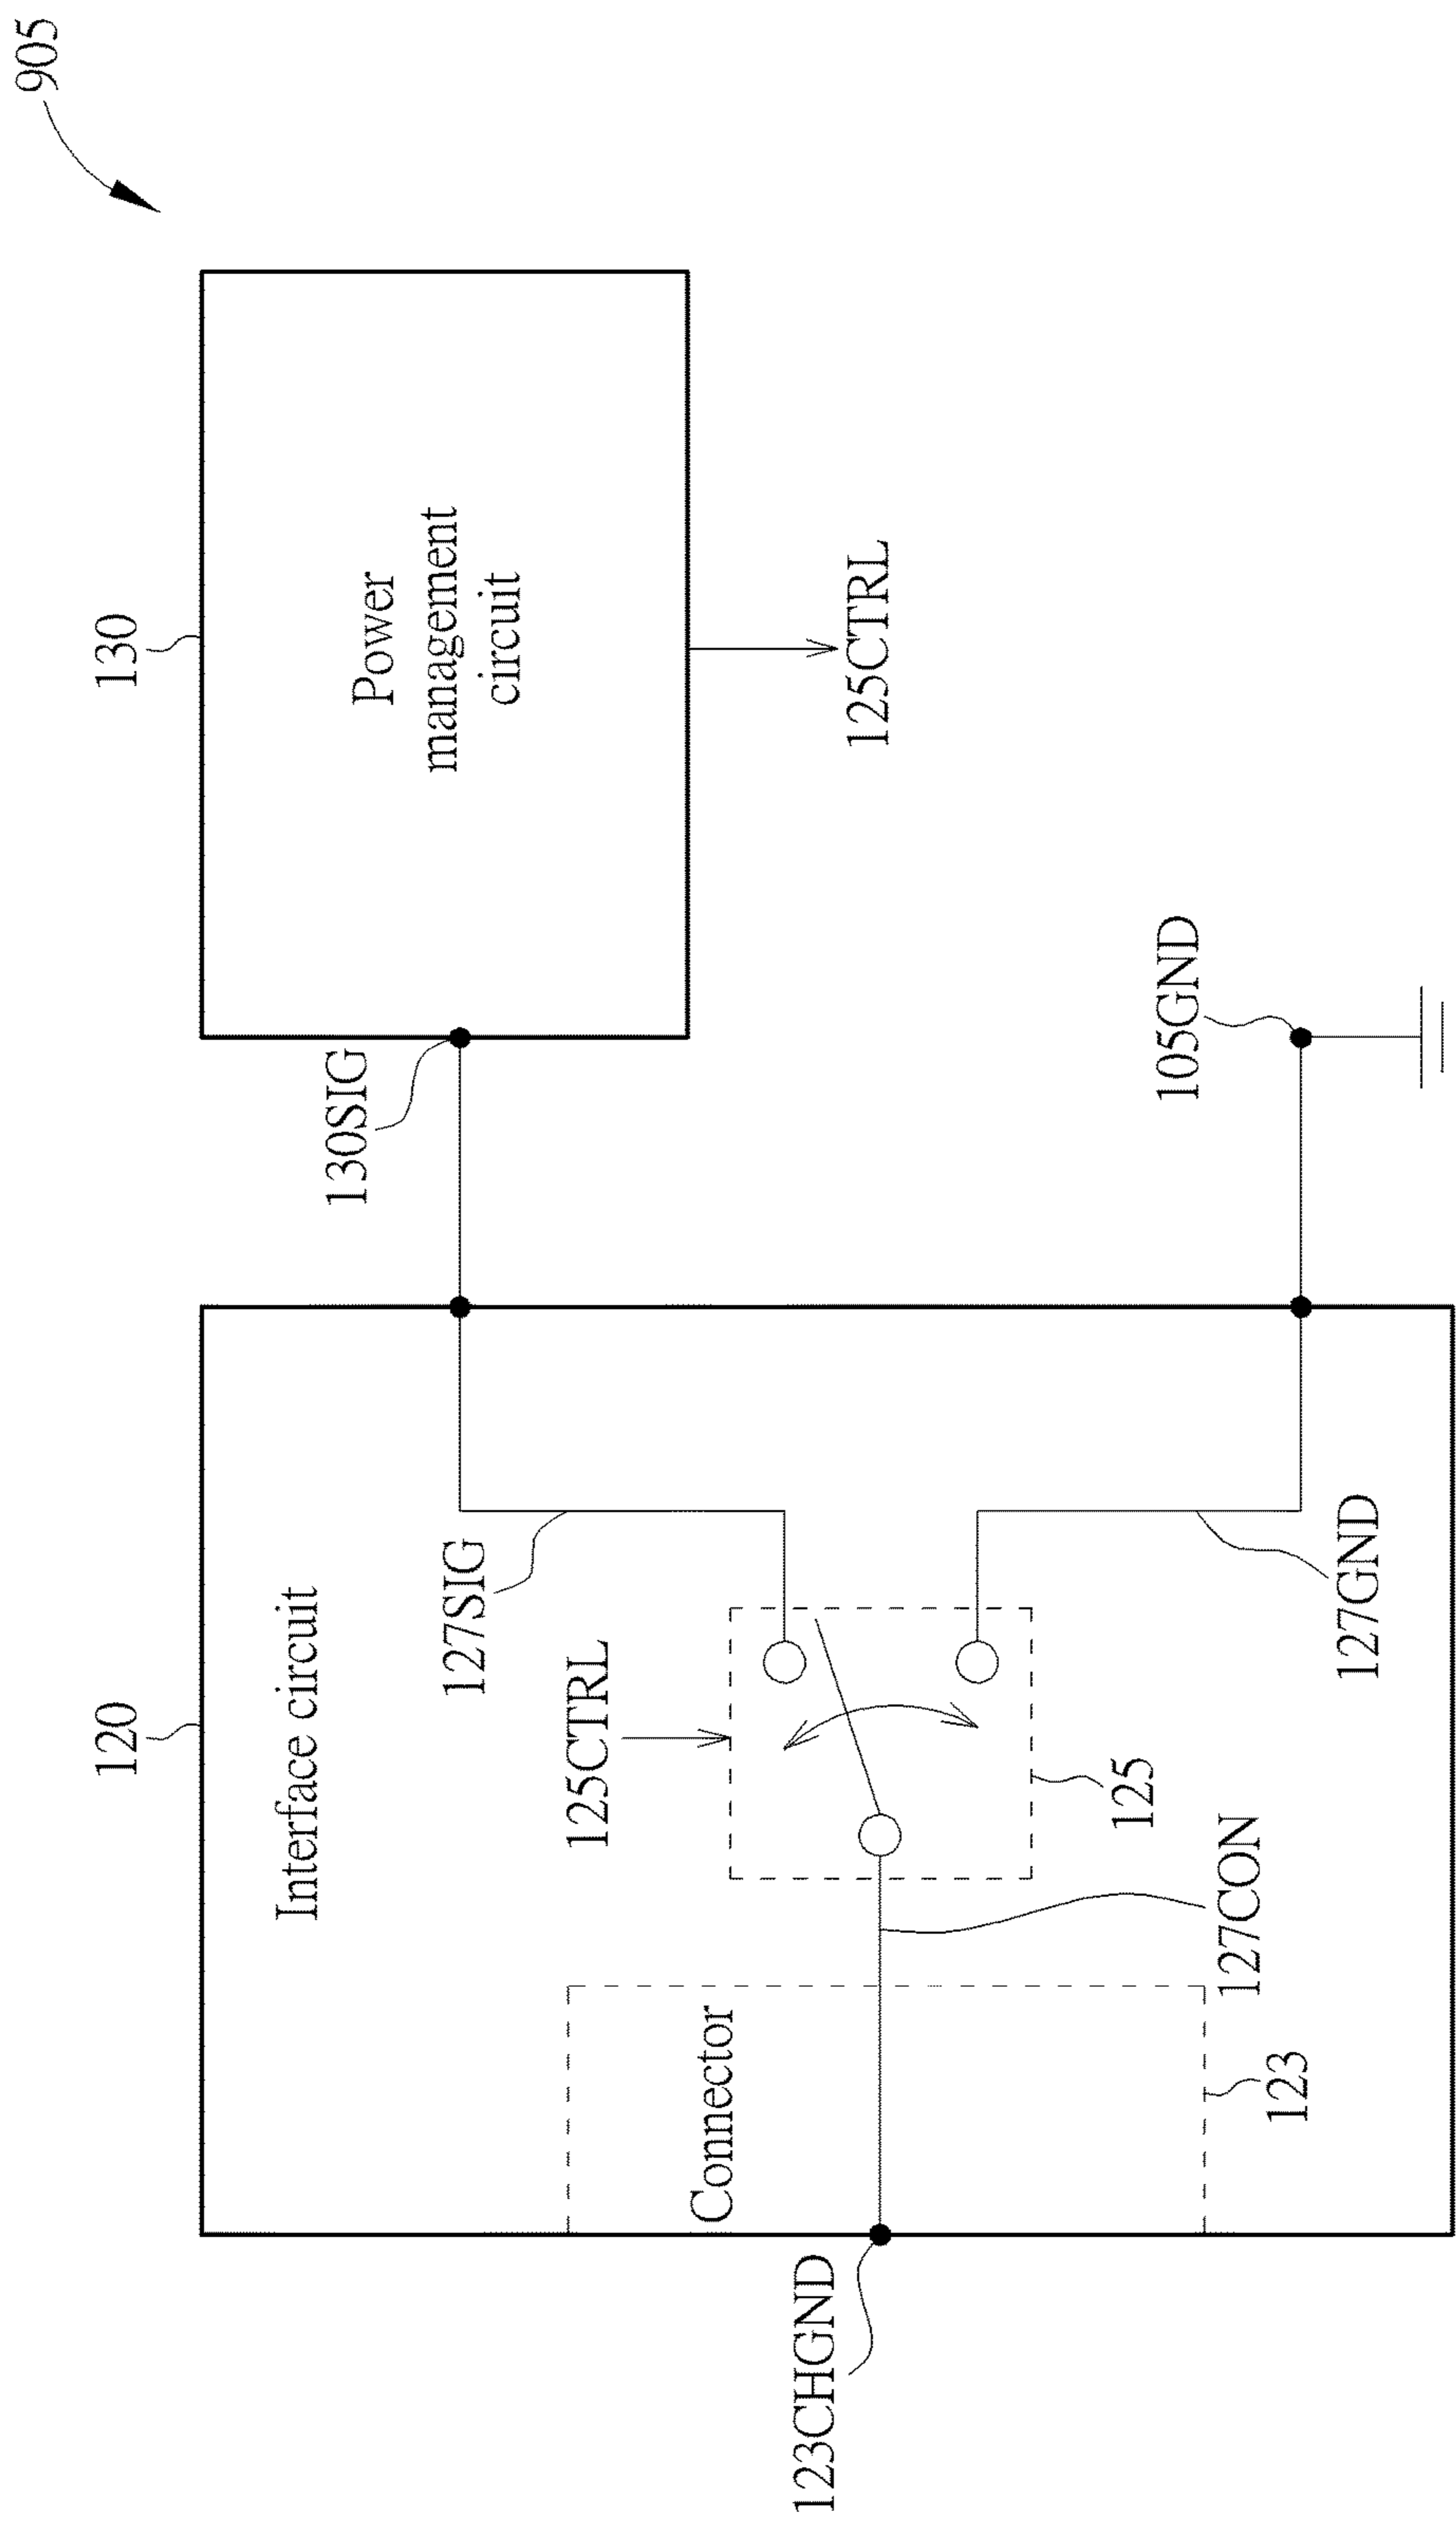 905
130
Power
management
circuit
125CTRL
130SIG
105GND
120
Interface circuit
127SIG
125CTRL
125
127CON
127GND
Connector
123
123CHGND